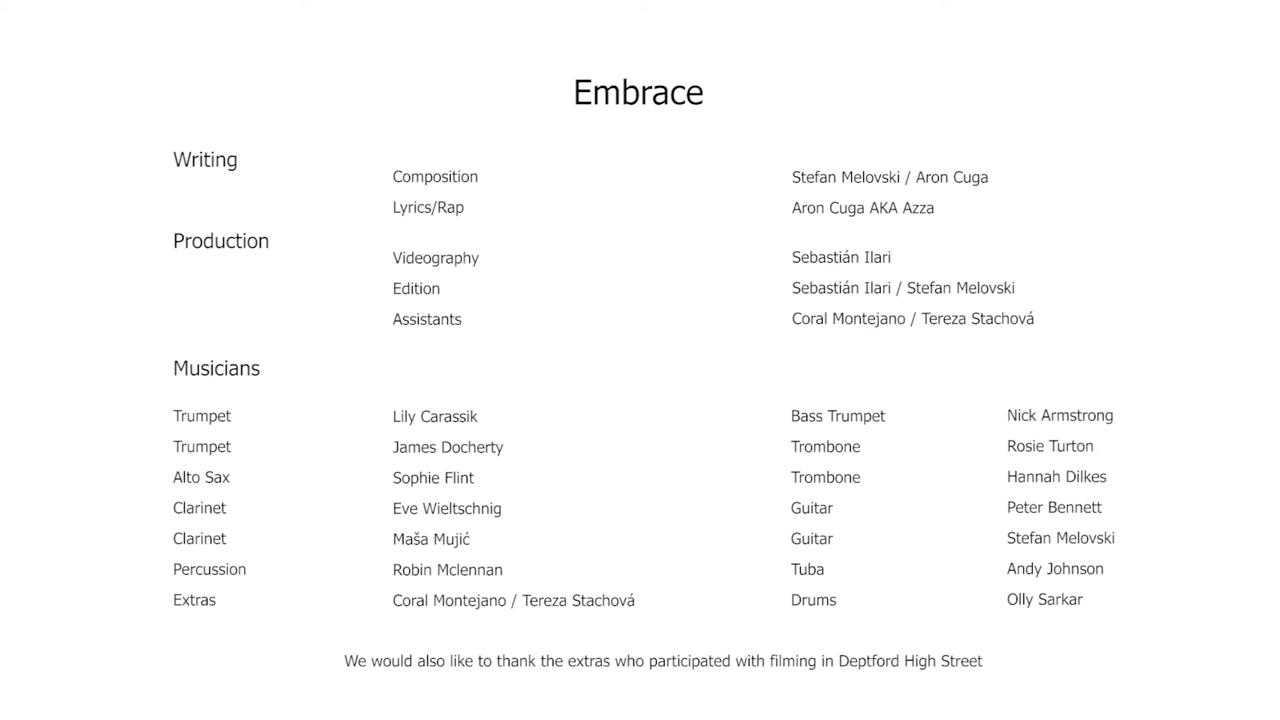 Embrace
Writing
Composition Stefan Melovski / Aron Cuga
Lyrics/Rap Aron Cuga AKA Azza
Production
Videography Sebastián Ilari
Edition Sebastián Ilari / Stefan Melovski
Assistants Coral Montejano / Tereza Stachová
Musicians
Trumpet Lily Carassik Bass Trumpet Nick Armstrong
Trumpet James Docherty Trombone Rosie Turton
Alto Sax Sophie Flint Trombone Hannah Dilkes
Clarinet Eve Wieltschnig Guitar Peter Bennett
Clarinet Maša Mujić Guitar Stefan Melovski
Percussion Robin Mclennan Tuba Andy Johnson
Extras Coral Montejano / Tereza Stachová Drums Olly Sarkar
We would also like to thank the extras who participated with filming in Deptford High Street